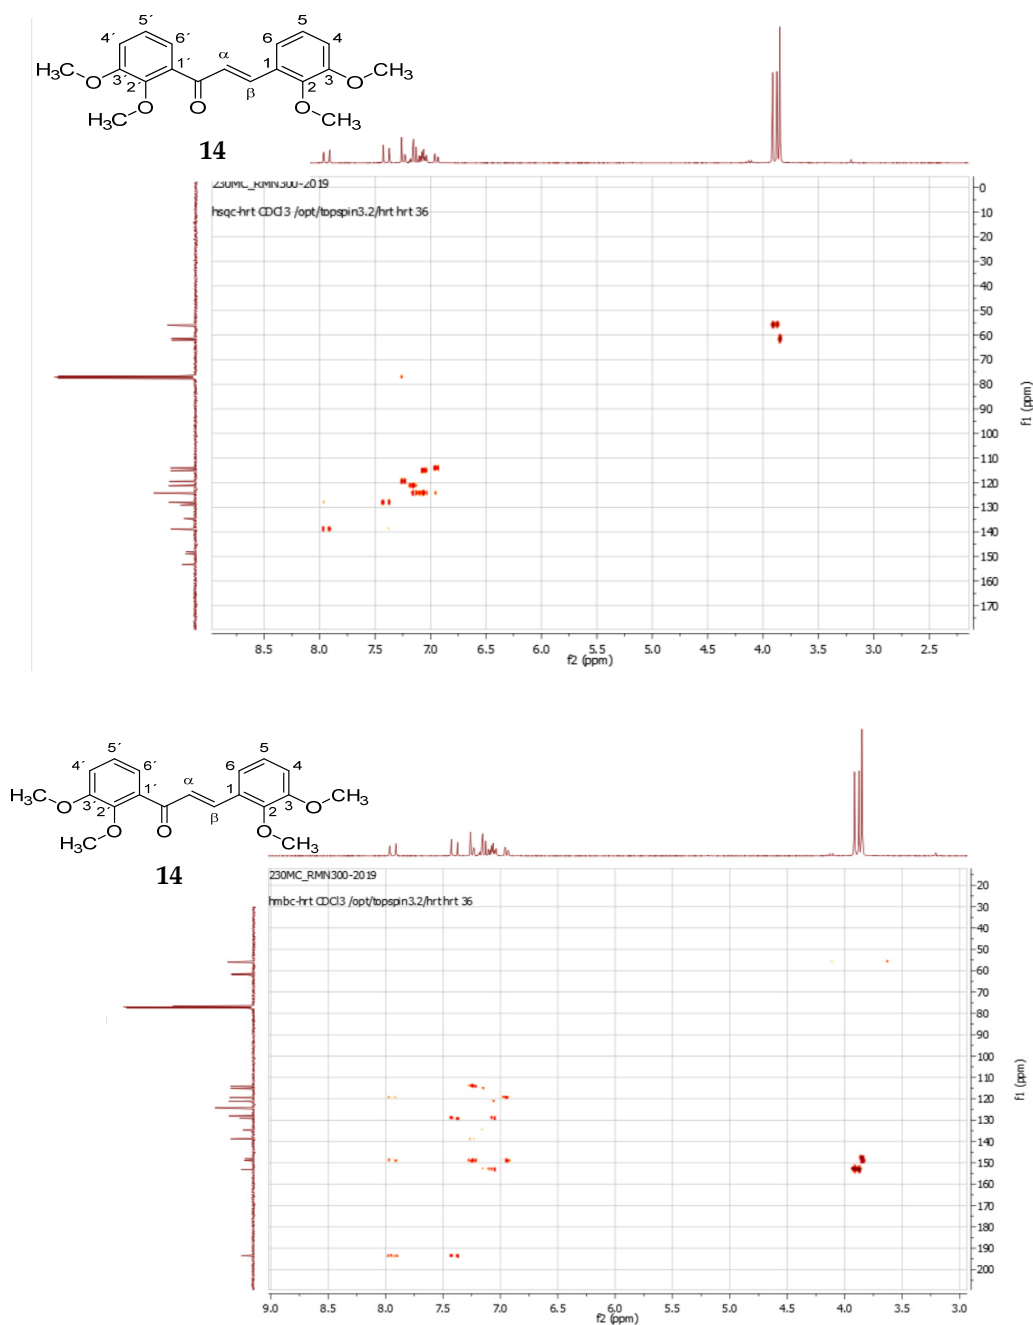 5´ 5
4´ 6´ 6 4
1´ α 1
H3C O 3´ 2´ β 2 3 O CH3
O O O
H3C CH3
14
230MC_RMN300-2019
hsqc-hrt CDCl3 /opt/topspin3.2/hrt hrt 36
0
10
20
30
40
50
60
70
80
90
100
110
120
130
140
150
160
170
f1 (ppm)
8.5 8.0 7.5 7.0 6.5 6.0 5.5 5.0 4.5 4.0 3.5 3.0 2.5
f2 (ppm)
5´ 5
4´ 6´ 6 4
1´ α 1
H3C O 3´ 2´ β 2 3 O CH3
O O O
H3C CH3
14
230MC_RMN300-2019
hmbc-hrt CDCl3 /opt/topspin3.2/hrt hrt 36
20
30
40
50
60
70
80
90
100
110
120
130
140
150
160
170
180
190
200
f1 (ppm)
9.0 8.5 8.0 7.5 7.0 6.5 6.0 5.5 5.0 4.5 4.0 3.5 3.0
f2 (ppm)